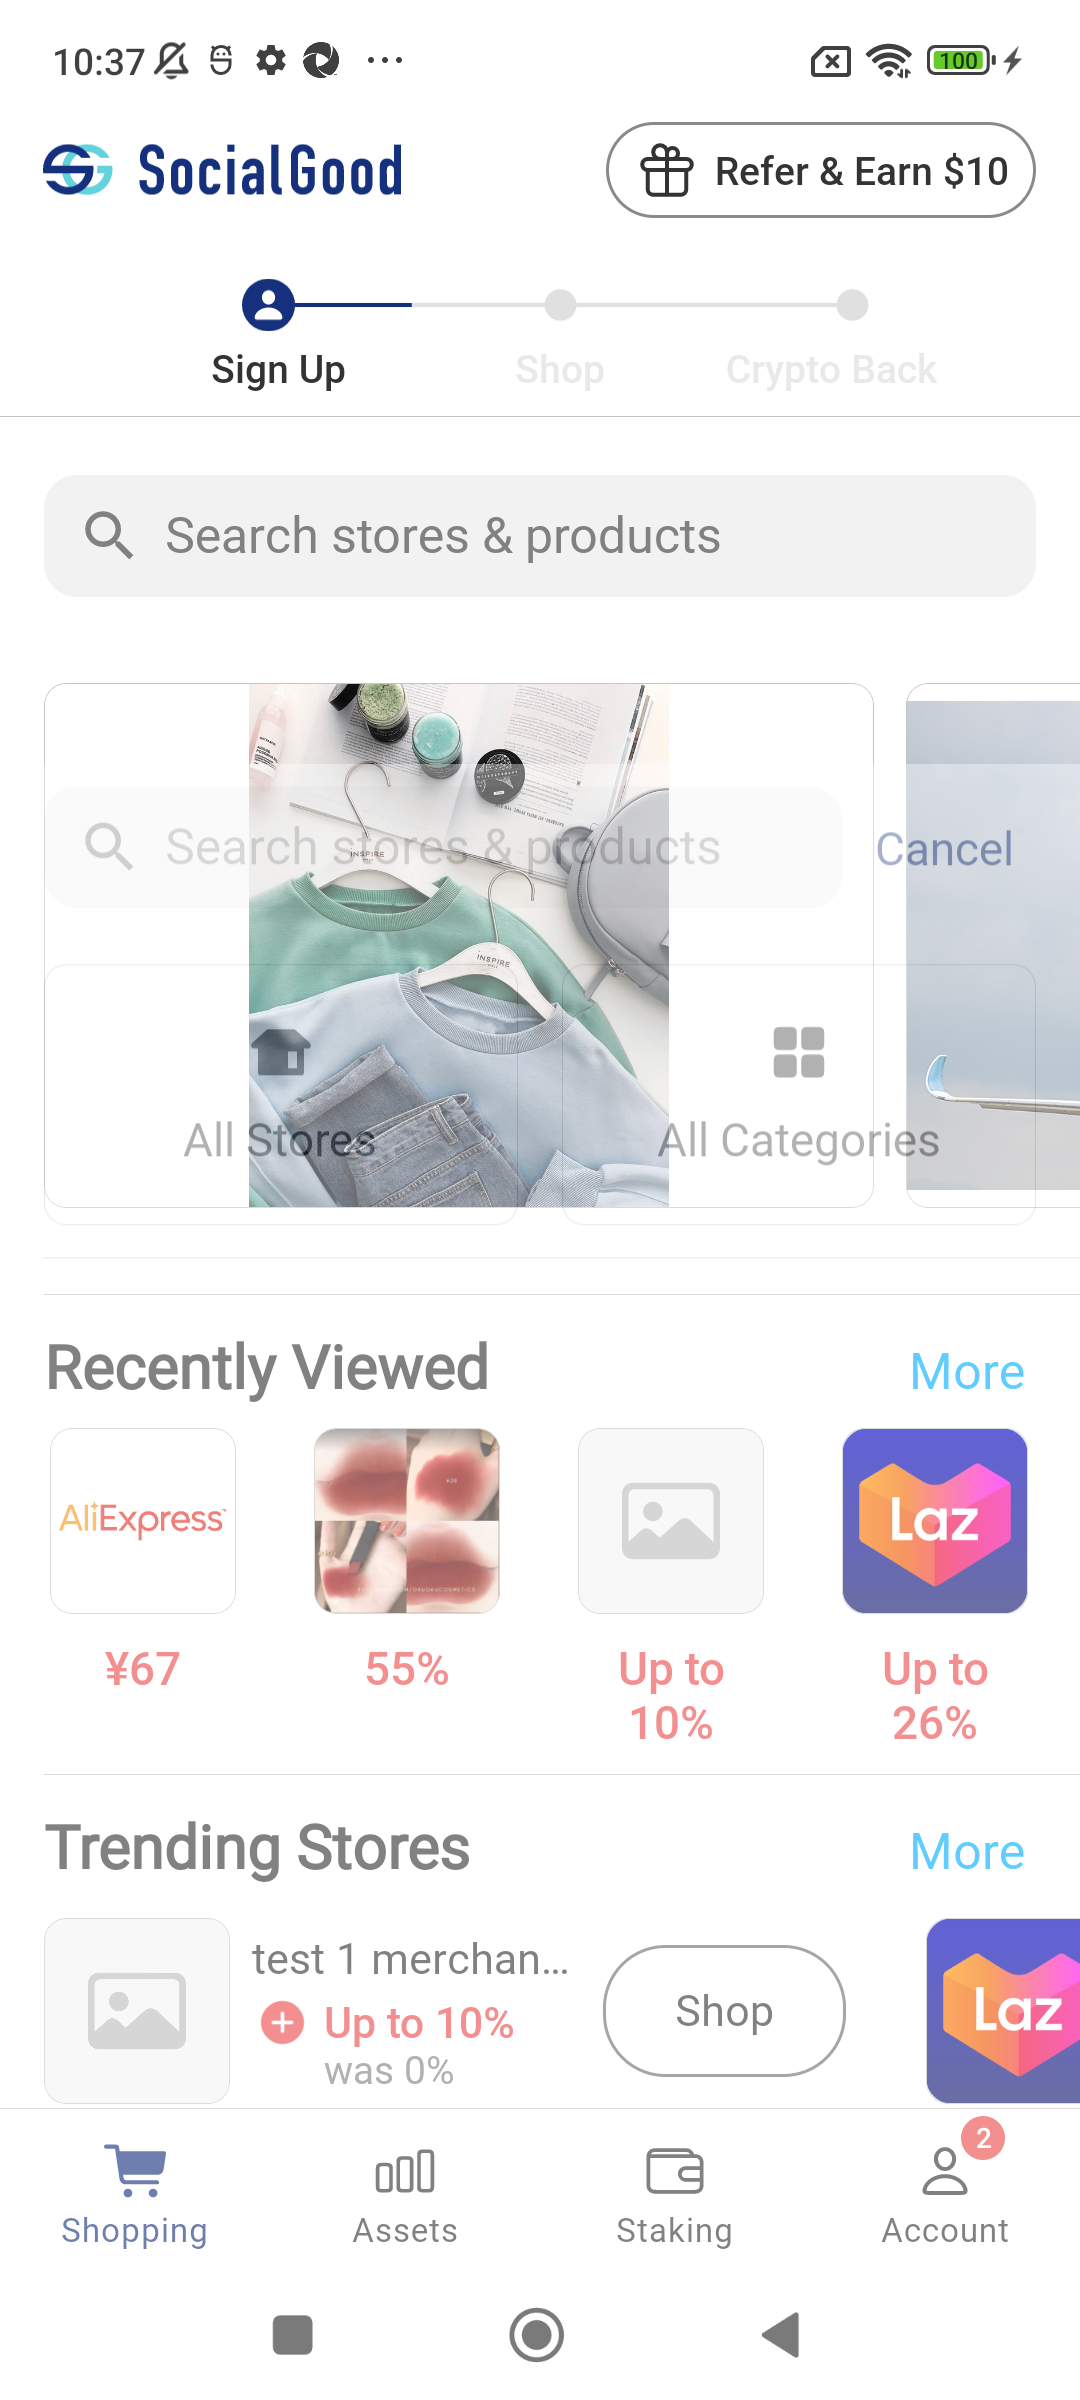 10:37
100
SocialGood
Refer & Earn $10
Sign Up
Shop
Crypto Back
Search stores & products
Search stores & products
Cancel
INSPIRE
INSPIRE
All Stores
All Categories
Recently Viewed
More
AliExpress
¥67
55%
Up to
10%
Laz
Up to
26%
Trending Stores
More
test 1 merchan...
Up to 10%
was 0%
Shop
Laz
Shopping
Assets
Staking
2
Account